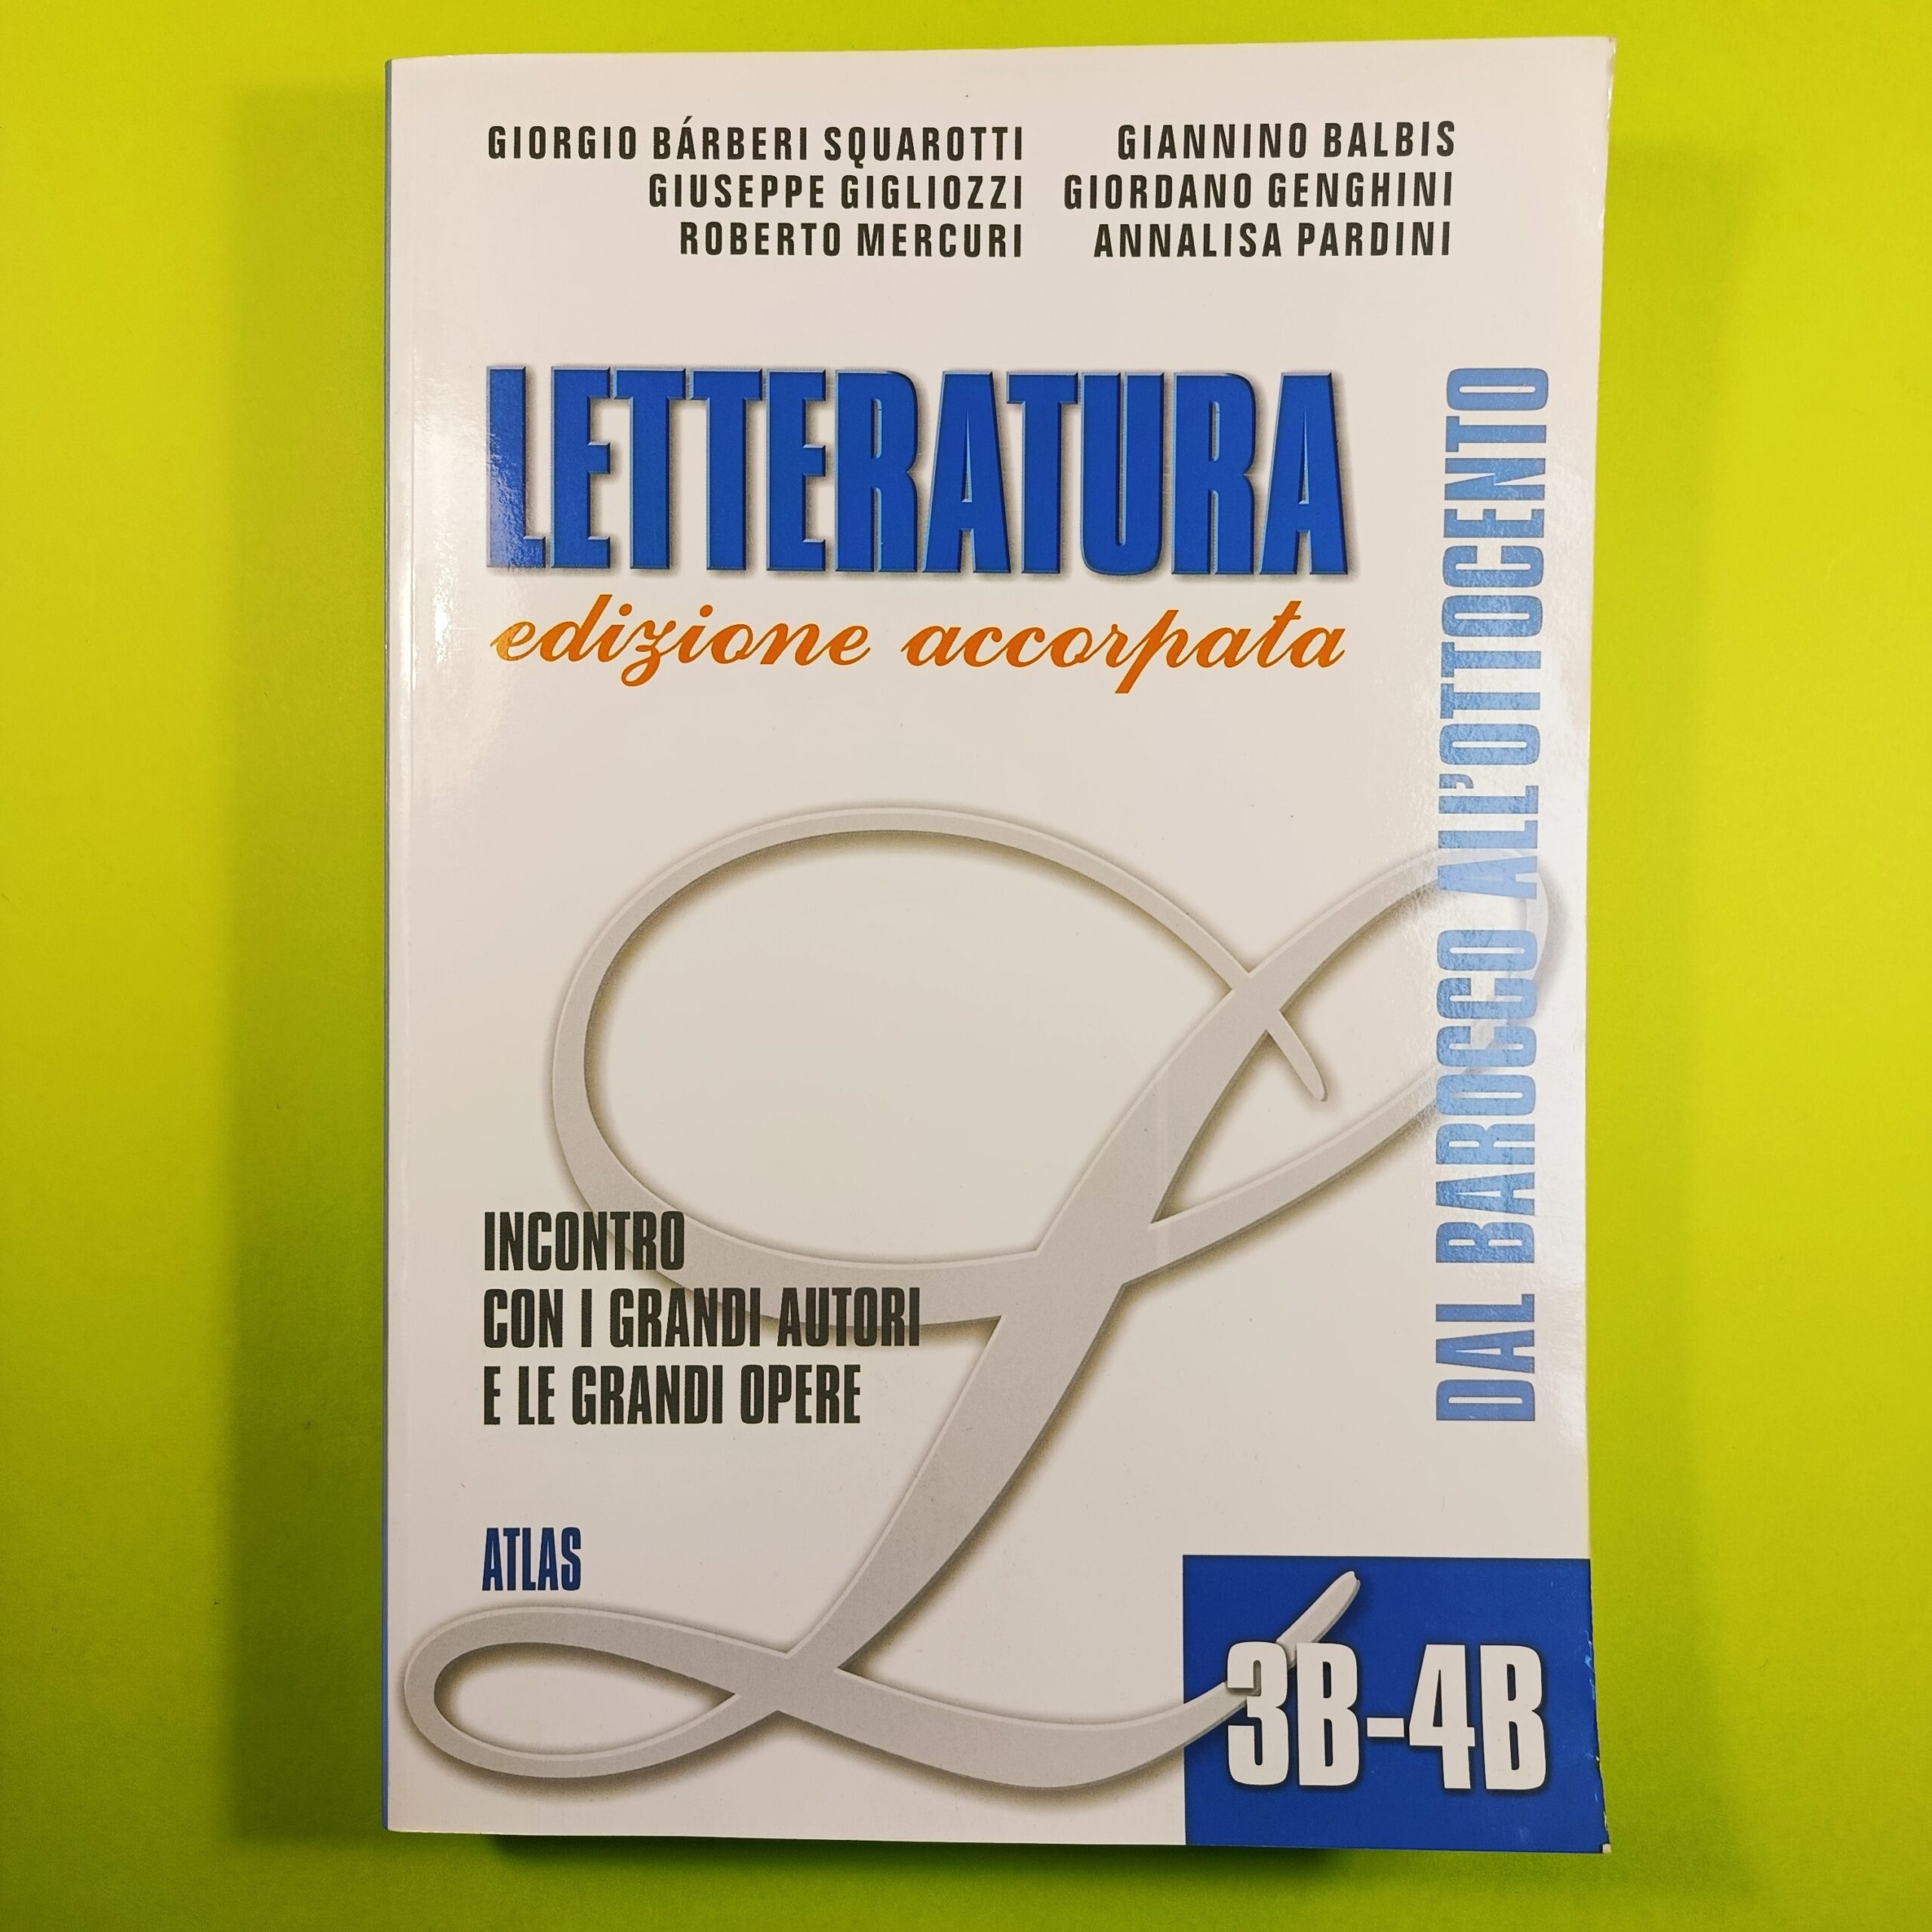 GIORGIO BÁRBERI SQUAROTTI
GIUSEPPE GIGLIOZZI
ROBERTO MERCURI
GIANNINO BALBIS
GIORDANO GENGHINI
ANNALISA PARDINI
LETTERATURA
edizione accorpata
DAL BAROCCO ALL'OTTOCENTO
INCONTRO
CON I GRANDI AUTORI
E LE GRANDI OPERE
ATLAS
3B-4B